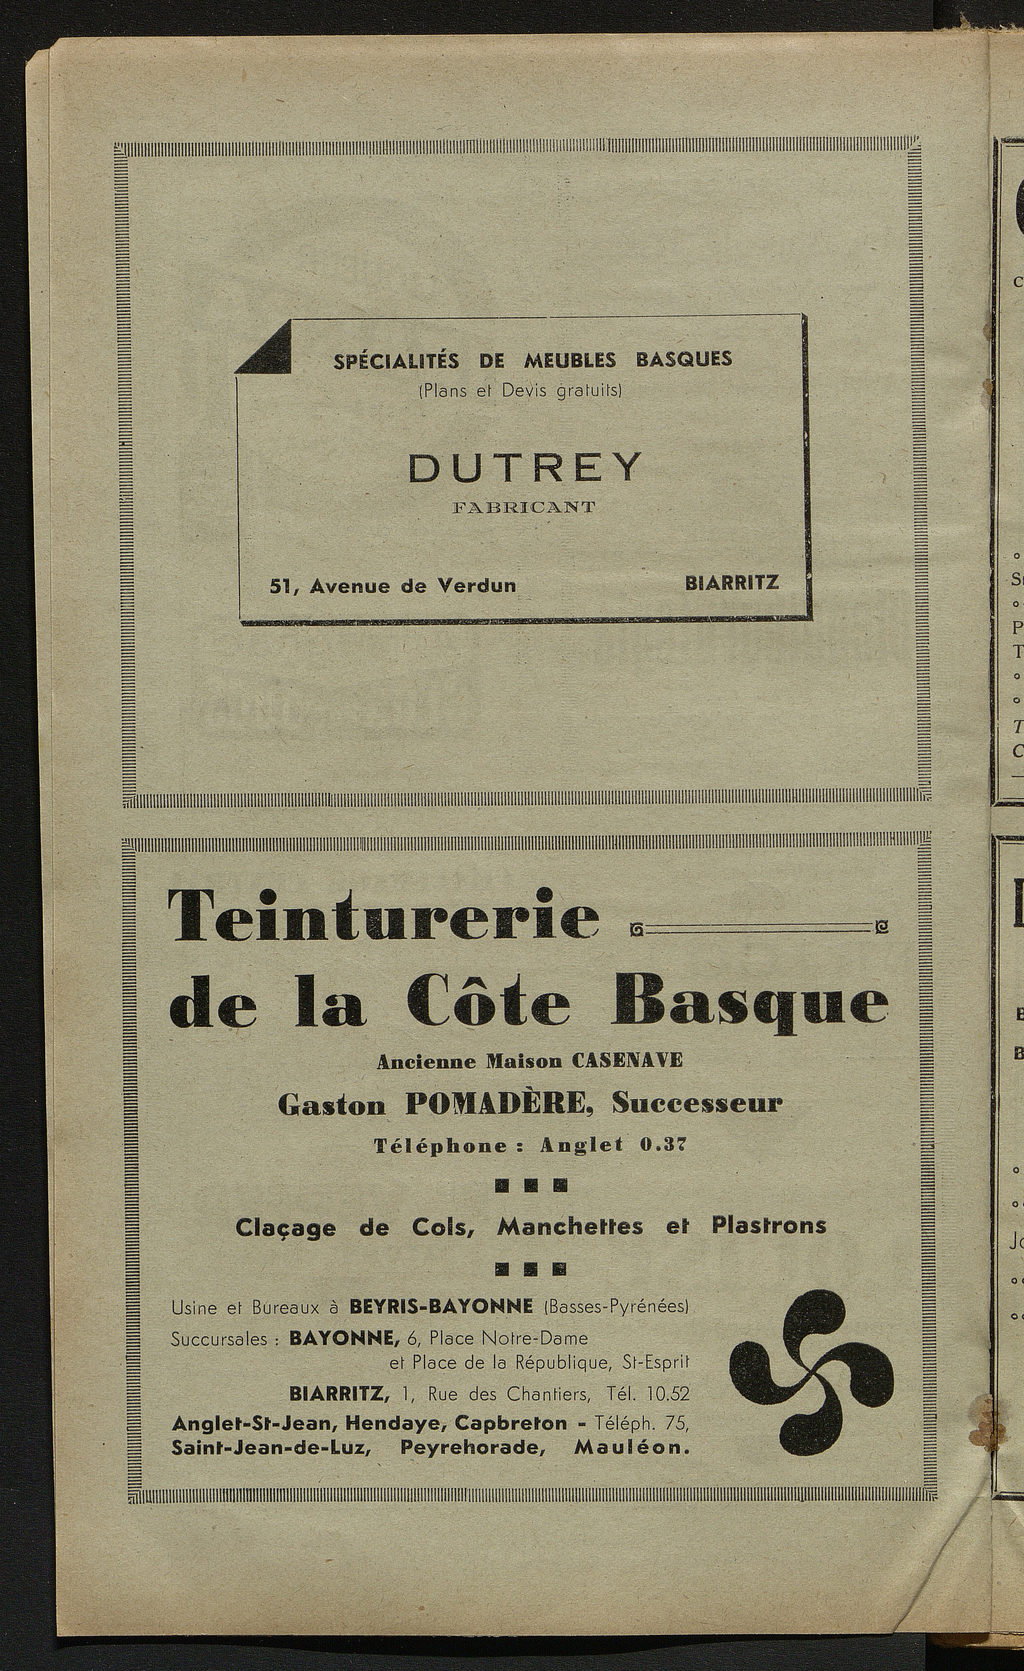 SPÉCIALITÉS DE MEUBLES BASQUES
(Plans et Devis gratuits)
DUTREY
FABRICANT
51, Avenue de Verdun BIARRITZ
Teinturerie
de la Côte Basque
Ancienne Maison CASENAVE
Gaston POMADÈRE, Successeur
Téléphone : Anglet 0.37
Claçage de Cols, Manchettes et Plastrons
Usine et Bureaux à BEYRIS-BAYONNE (Basses-Pyrénées)
Succursales : BAYONNE, 6, Place Notre-Dame
et Place de la République, St-Esprit
BIARRITZ, 1, Rue des Chantiers, Tél. 10.52
Anglet-St-Jean, Hendaye, Capbreton - Téléph. 75,
Saint-Jean-de-Luz, Peyrehorade, Mauléon.